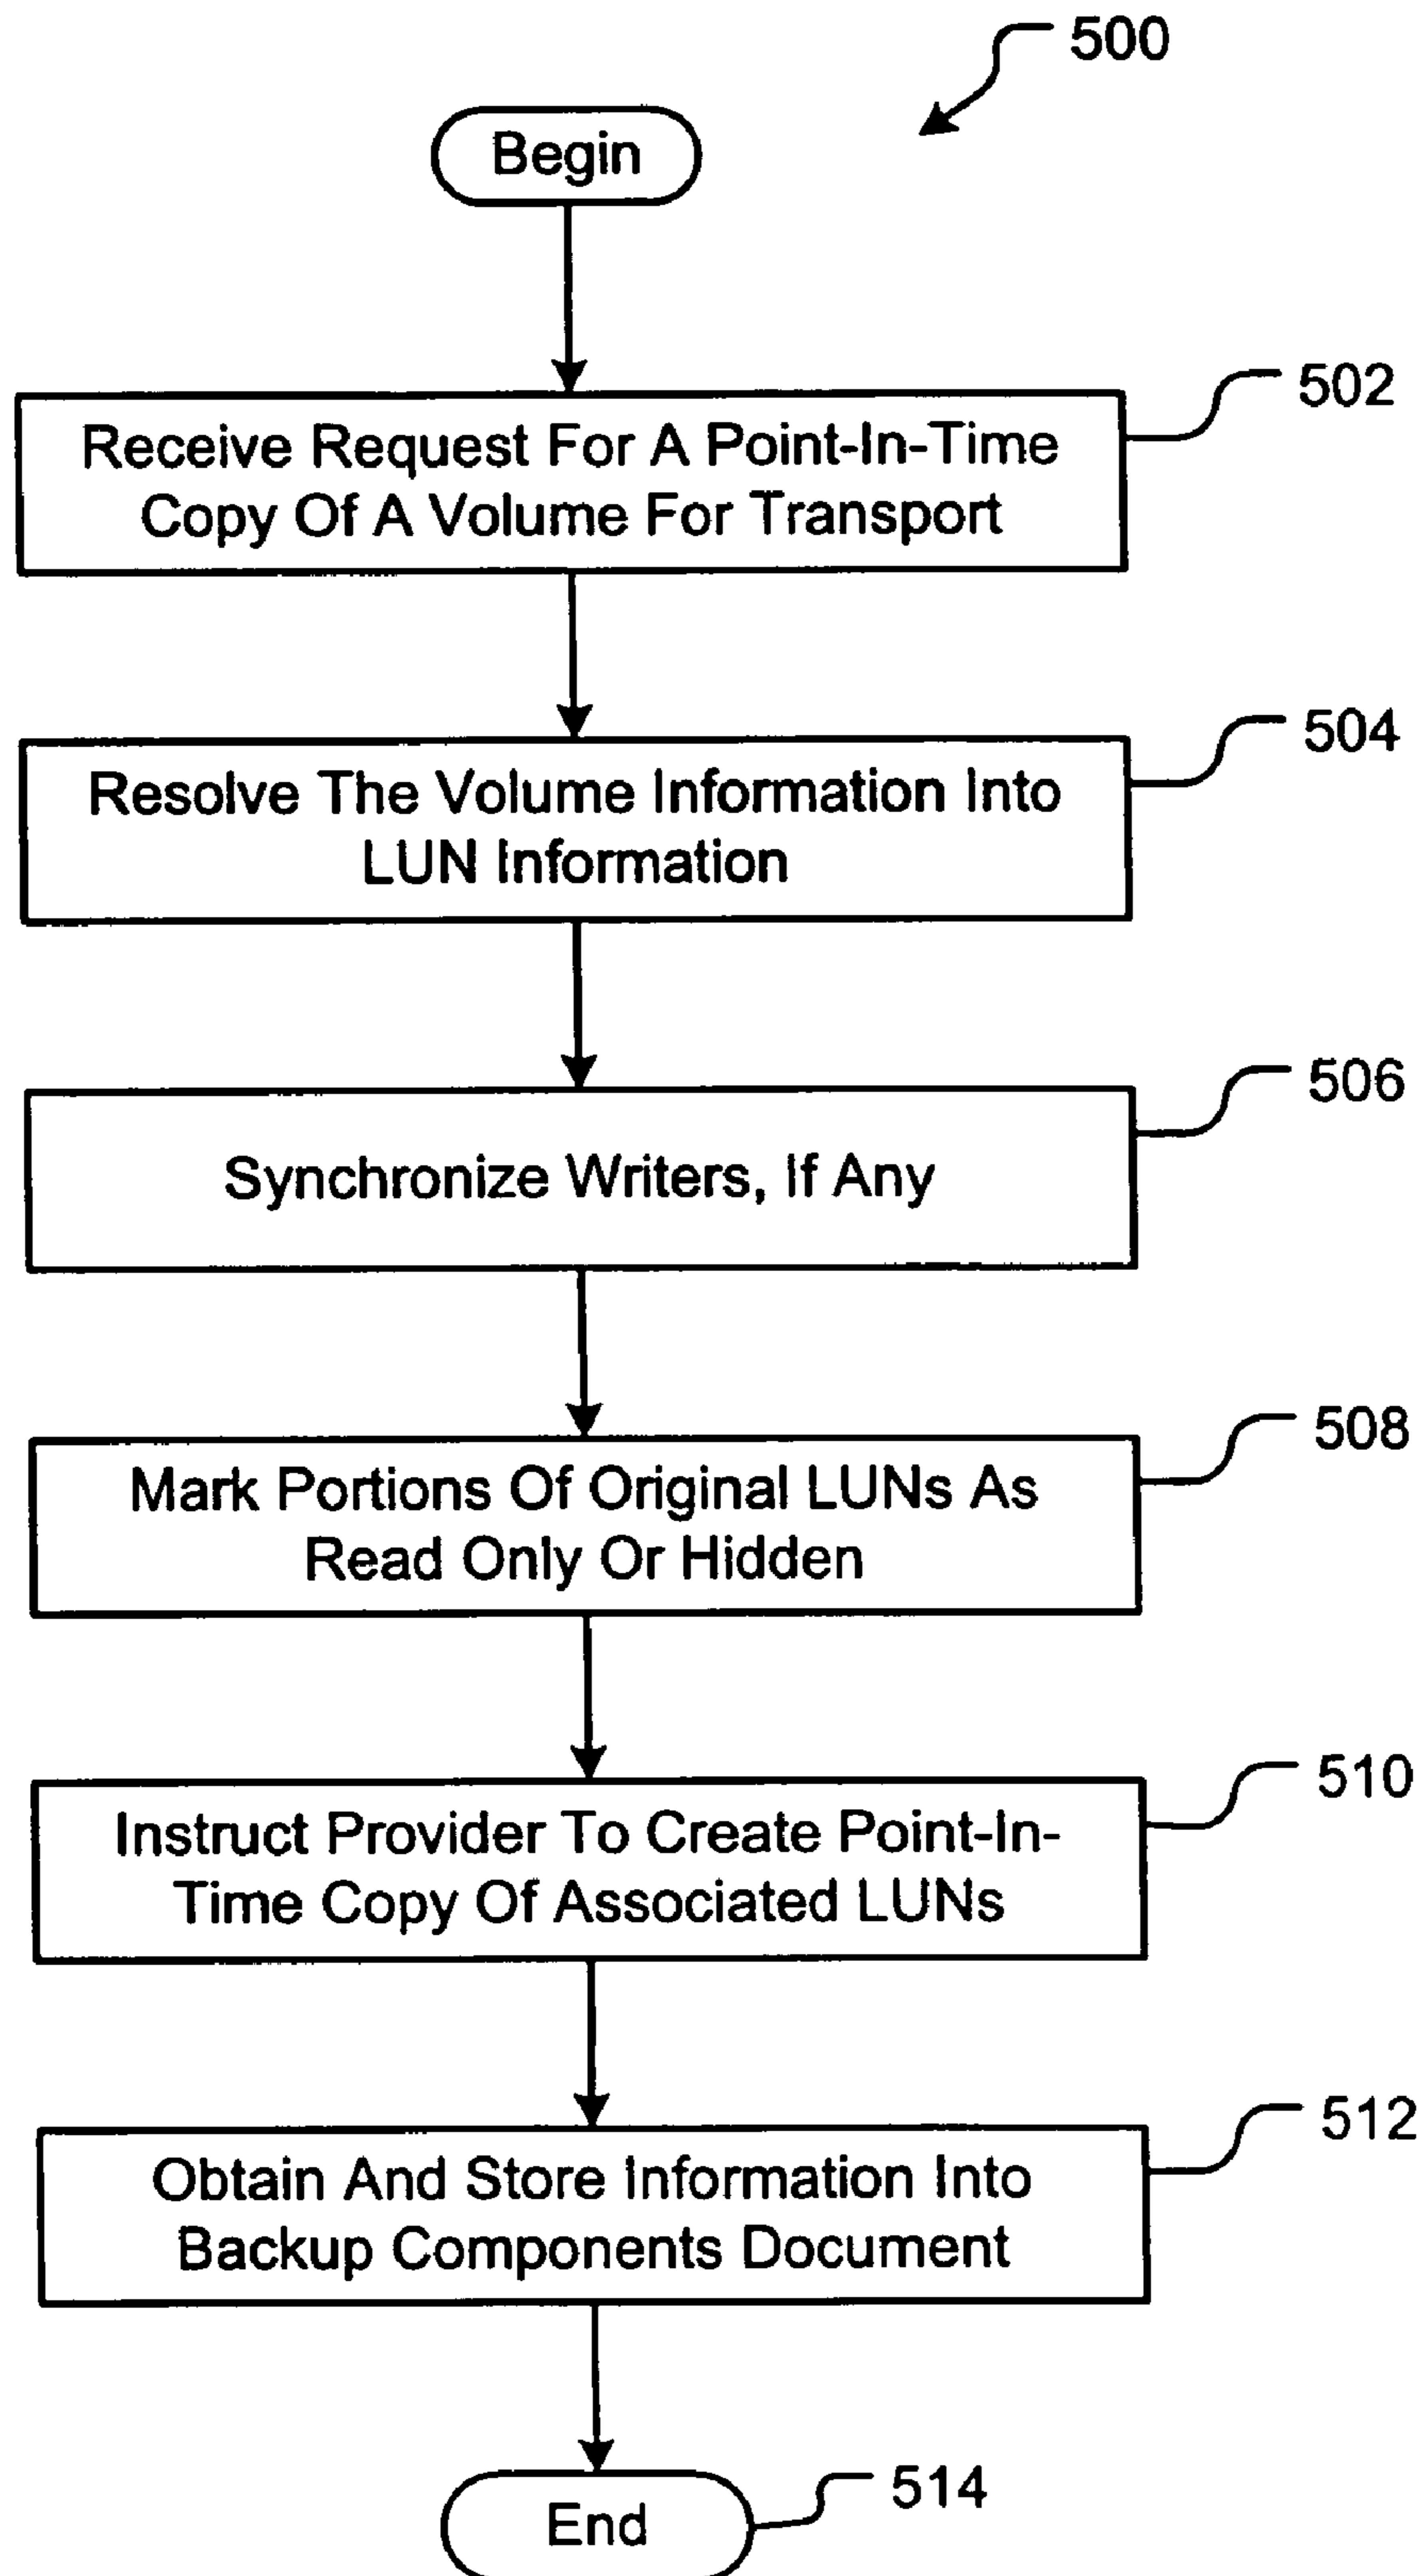 500
Begin
502
Receive Request For A Point-In-Time
Copy Of A Volume For Transport
504
Resolve The Volume Information Into
LUN Information
506
Synchronize Writers, If Any
508
Mark Portions Of Original LUNs As
Read Only Or Hidden
510
Instruct Provider To Create Point-In-
Time Copy Of Associated LUNs
512
Obtain And Store Information Into
Backup Components Document
514
End